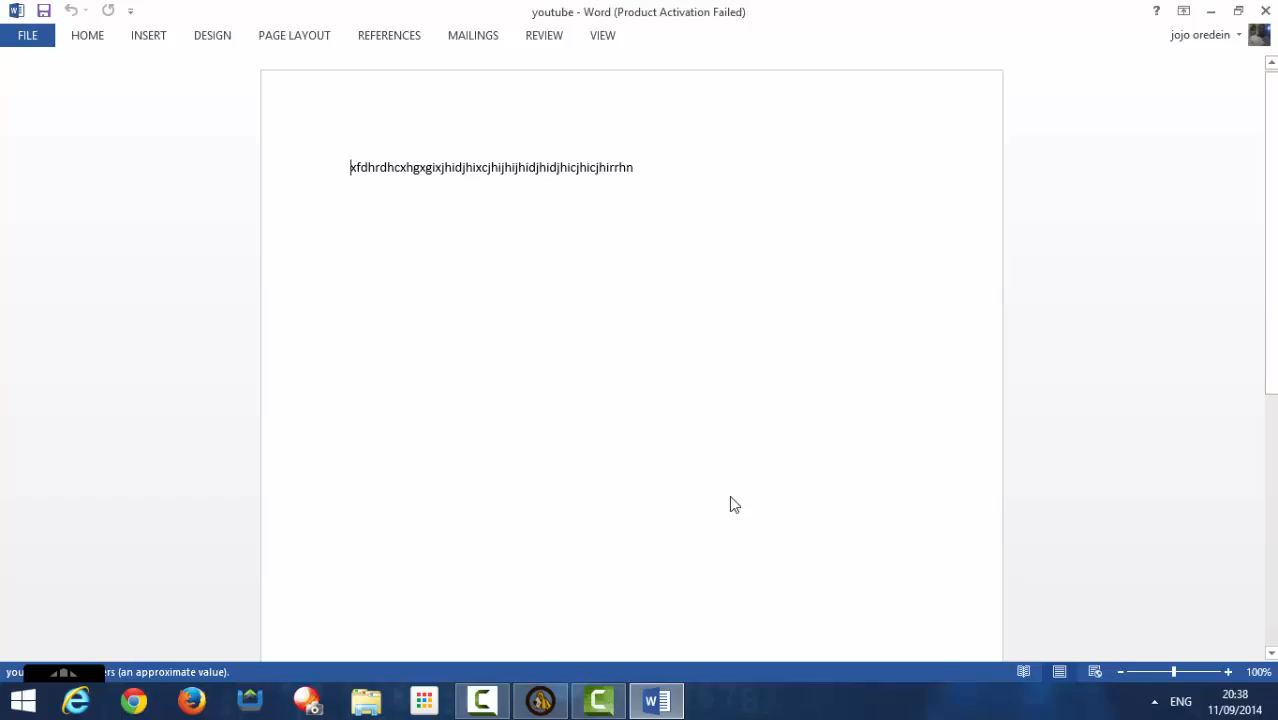 youtube - Word (Product Activation Failed)
FILE HOME INSERT DESIGN PAGE LAYOUT REFERENCES MAILINGS REVIEW VIEW
jojo oredein
xfdhrdhcxhgxgixjhidjhixcjhijhijhidjhidjhicjhicjhirrhn
(an approximate value).
100%
ENG
20:38
11/09/2014